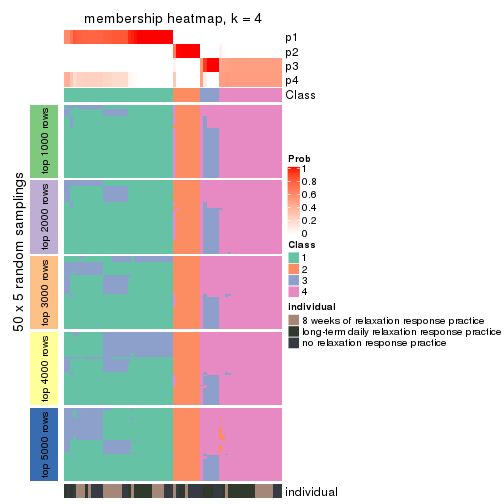 membership heatmap, k = 4
p1
p2
p3
p4
Class
50 x 5 random samplings
top 1000 rows
top 2000 rows
top 3000 rows
top 4000 rows
top 5000 rows
Prob
1
0.8
0.6
0.4
0.2
0
Class
1
2
3
4
individual
8 weeks of relaxation response practice
long-term daily relaxation response practice
no relaxation response practice
individual